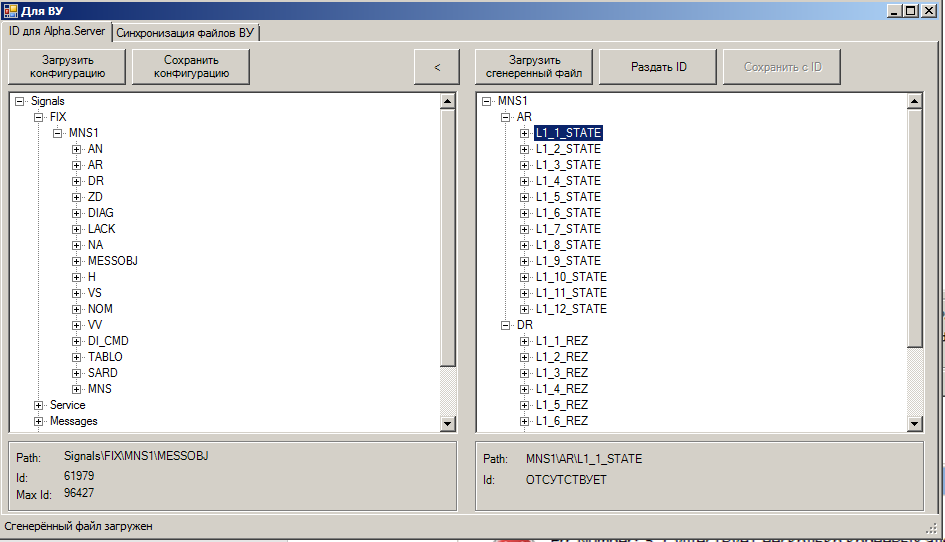 Для ВУ
ID для Alpha.Server
Синхронизация файлов ВУ
Загрузить конфигурацию
Сохранить конфигурацию
<
Загрузить сгенеренный файл
Раздать ID
Сохранить с ID
Signals
FIX
MNS1
AN
AR
DR
ZD
DIAG
LACK
NA
MESSOBJ
H
VS
NOM
VV
DI_CMD
TABLO
SARD
MNS
Service
Messages
MNS1
AR
L1_1_STATE
L1_2_STATE
L1_3_STATE
L1_4_STATE
L1_5_STATE
L1_6_STATE
L1_7_STATE
L1_8_STATE
L1_9_STATE
L1_10_STATE
L1_11_STATE
L1_12_STATE
DR
L1_1_REZ
L1_2_REZ
L1_3_REZ
L1_4_REZ
L1_5_REZ
L1_6_REZ
Path: Signals\FIX\MNS1\MESSOBJ
Id: 61979
Max Id: 96427
Path: MNS1\AR\L1_1_STATE
Id: ОТСУТСТВУЕТ
Сгенерённый файл загружен